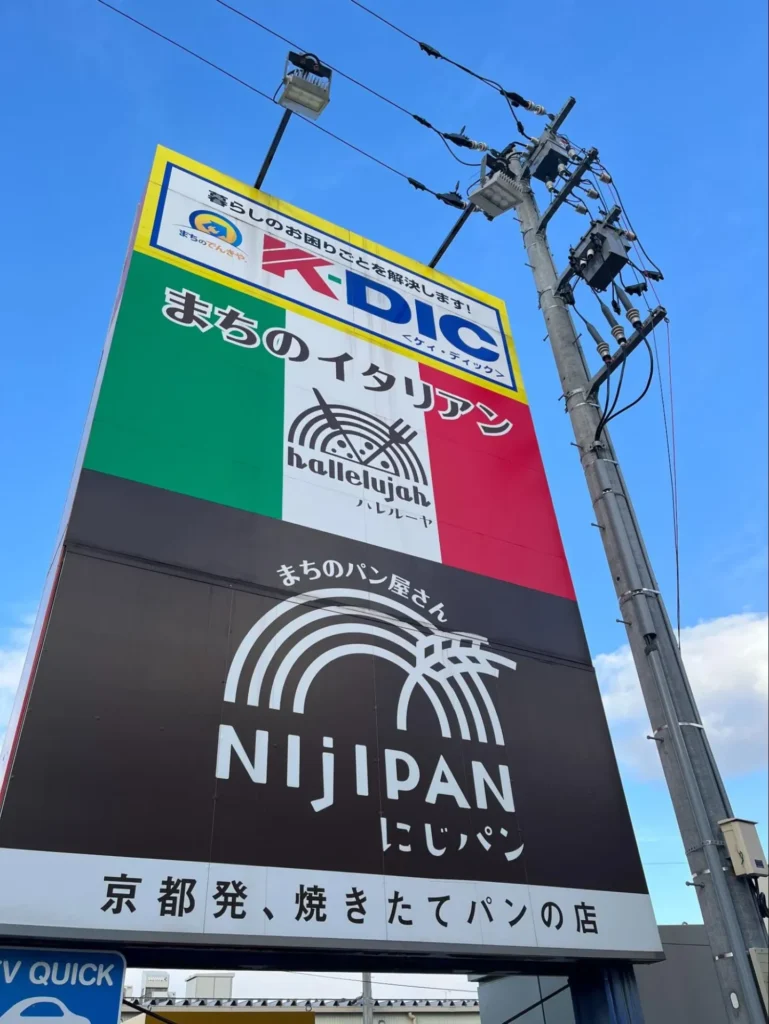 暮らしのお困りごとを解決します!
まちのでんきや.
K-DIC
<ケイ・ディック>
まちのイタリアン
hallelujah
ハレルーヤ
まちのパン屋さん
NIjIPAN
にじパン
京都発、焼きたてパンの店
QUICK